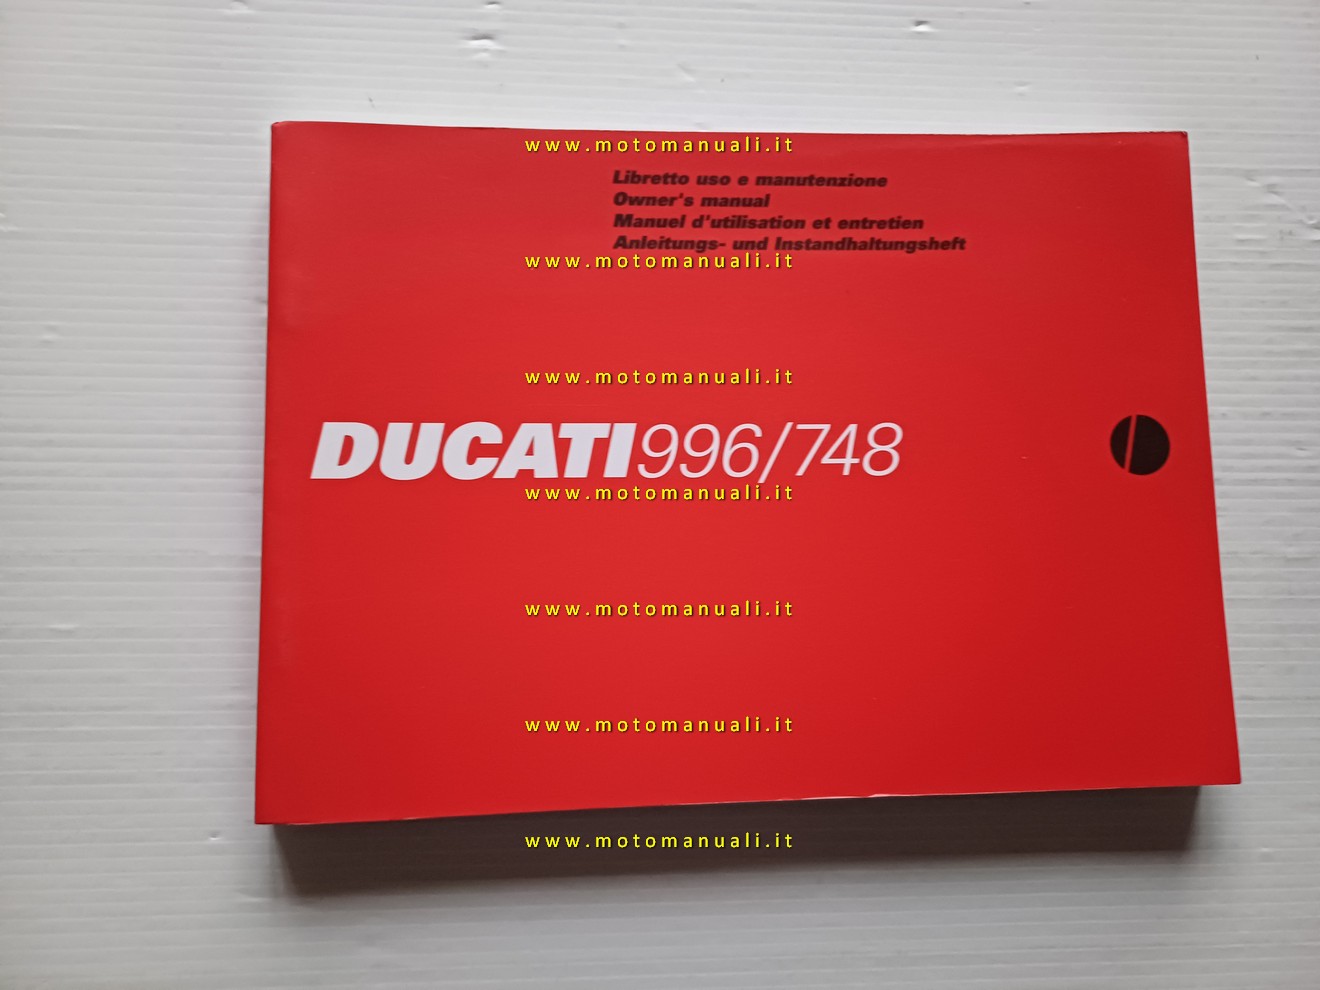 www.motomanuali.it
Libretto uso e manutenzione
Owner's manual
Manuel d'utilisation et entretien
Anleitungs- und Instandhaltungsheft
www.motomanuali.it
www.motomanuali.it
DUCATI996/748
www.motomanuali.it
www.motomanuali.it
www.motomanuali.it
www.motomanuali.it